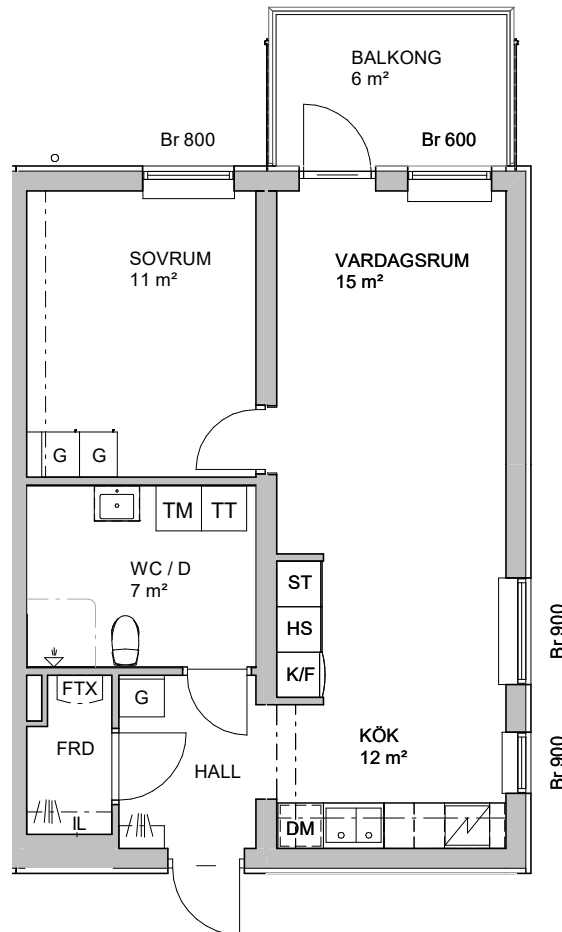 BALKONG
6 m²
Br 800
Br 600
SOVRUM
11 m²
VARDAGSRUM
15 m²
G G
TM TT
WC / D
7 m²
ST
HS
K/F
Br 900
FTX
G
FRD
HALL
KÖK
12 m²
Br 900
IL
DM